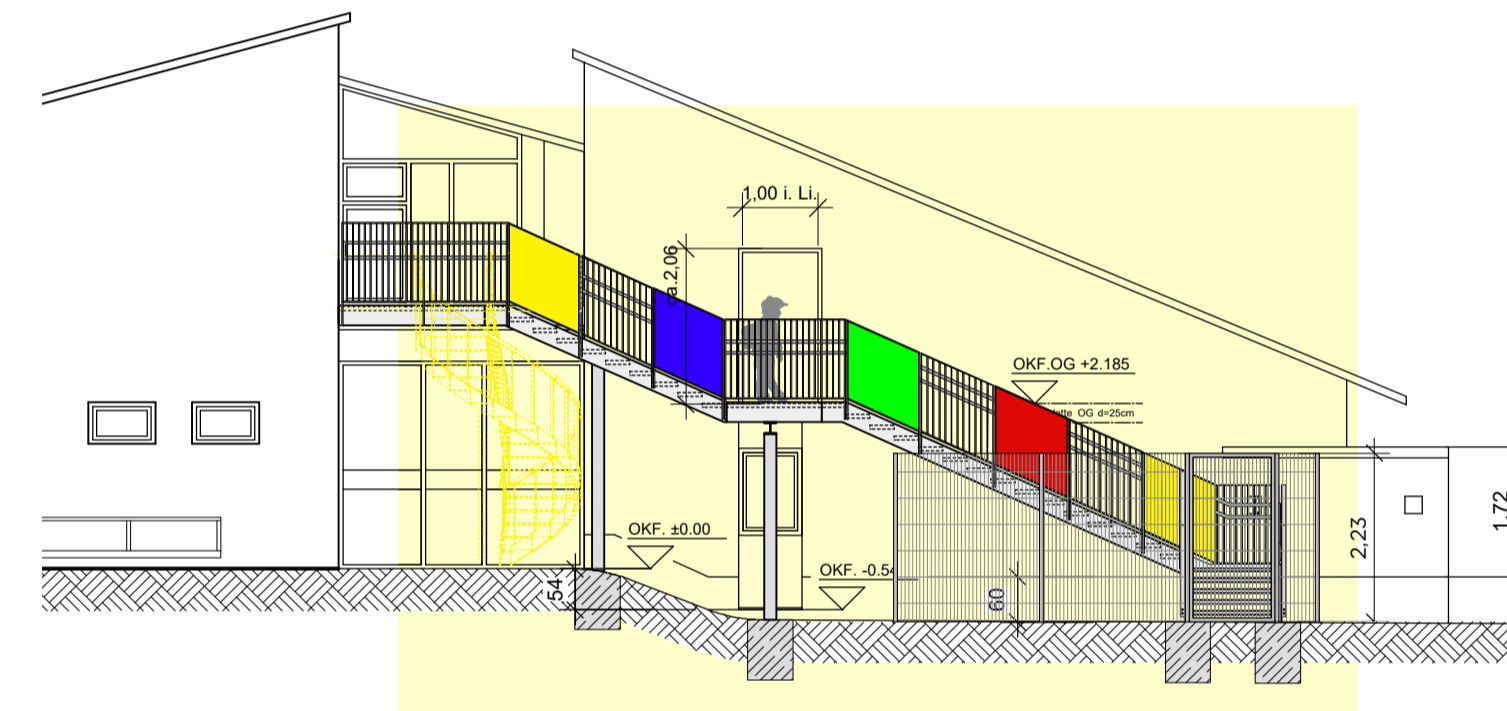 1,00 i. Li.
ca.2,06
OKF.OG +2.185
OG d=25cm
OKF. ±0.00
OKF. -0.54
54
60
2,23
1,72